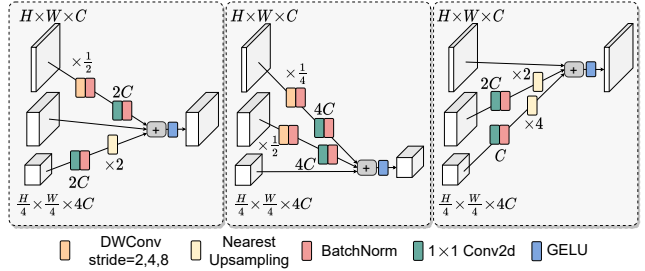 H×W×C
×1/2
2C
×2
2C
H/4×W/4×4C
H×W×C
×1/4
4C
×1/2
4C
H/4×W/4×4C
H×W×C
×2
2C
×4
C
H/4×W/4×4C
DWConv
stride=2,4,8
Nearest
Upsampling
BatchNorm
1×1 Conv2d
GELU